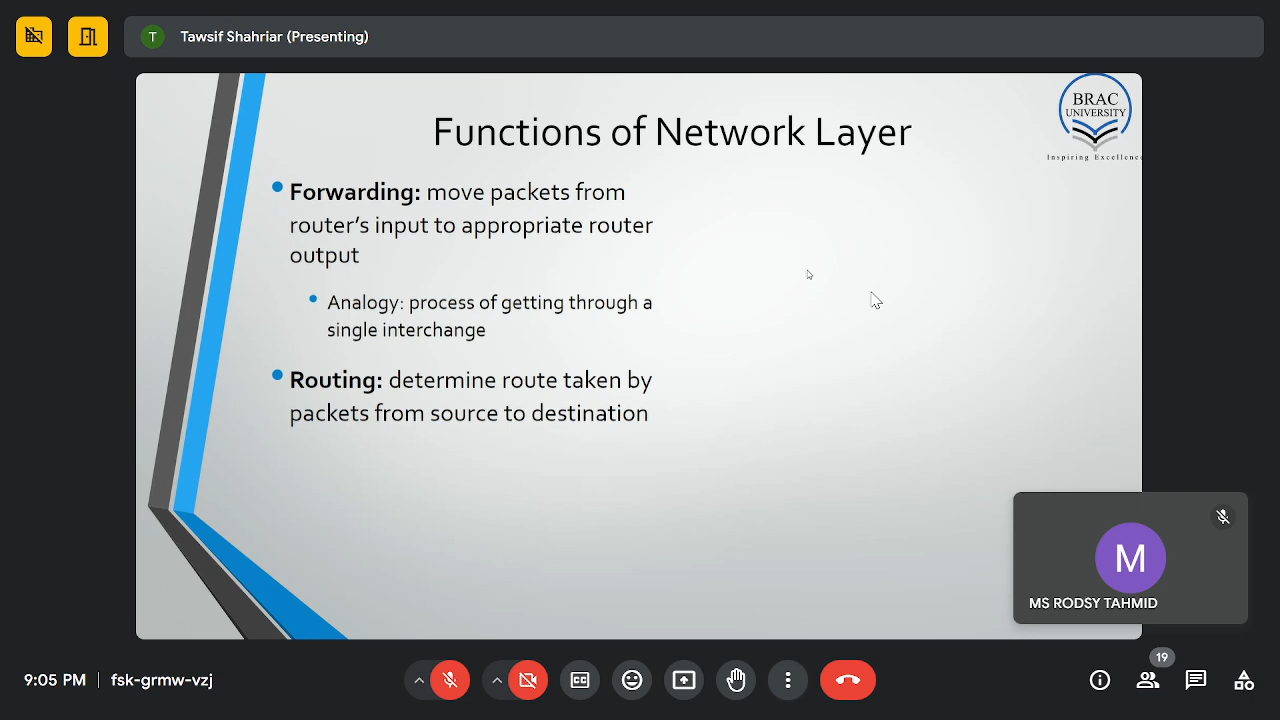 T Tawsif Shahriar (Presenting)
BRAC
UNIVERSITY
Inspiring Excellence
Functions of Network Layer
Forwarding: move packets from
router's input to appropriate router
output
Analogy: process of getting through a
single interchange
Routing: determine route taken by
packets from source to destination
M
MS RODSY TAHMID
9:05 PM | fsk-grmw-vzj
CC
19